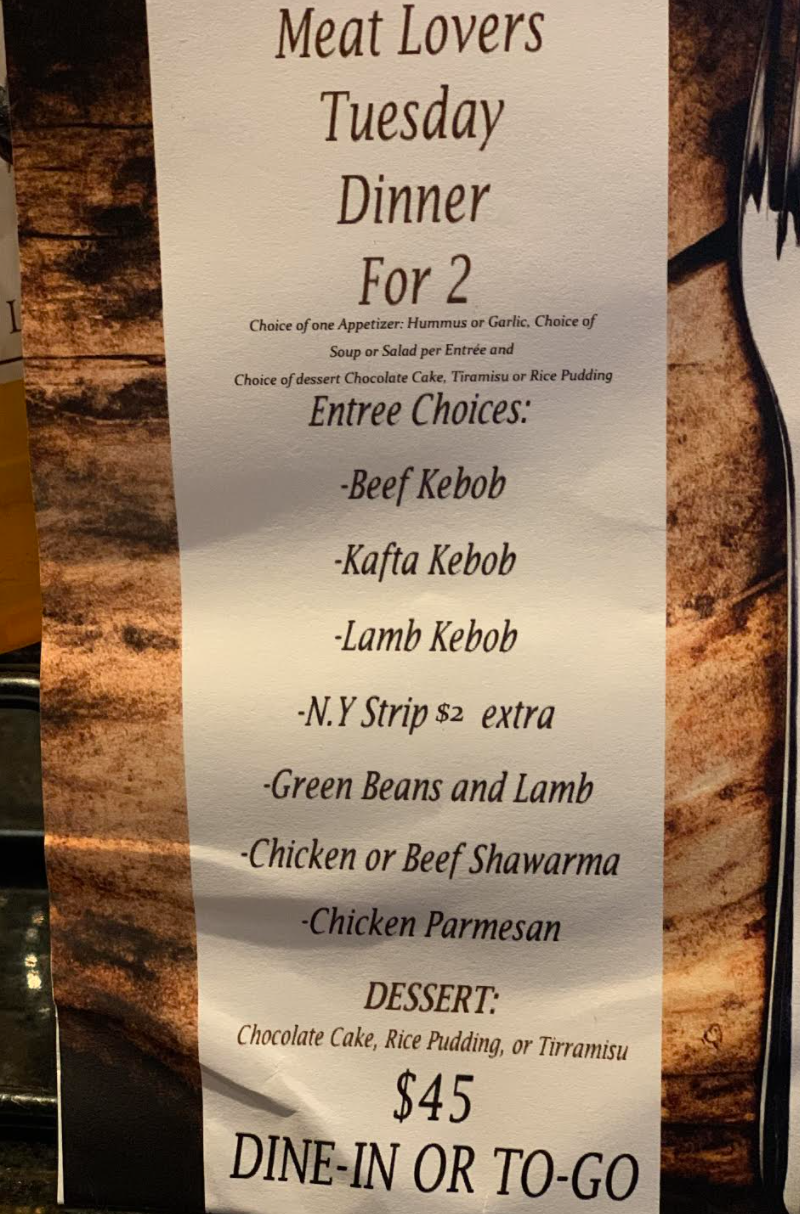 Meat Lovers
Tuesday
Dinner
For 2
Choice of one Appetizer: Hummus or Garlic, Choice of
Soup or Salad per Entrée and
Choice of dessert Chocolate Cake, Tiramisu or Rice Pudding
Entree Choices:
-Beef Kebob
-Kafta Kebob
-Lamb Kebob
-N.Y Strip $2 extra
-Green Beans and Lamb
-Chicken or Beef Shawarma
-Chicken Parmesan
DESSERT:
Chocolate Cake, Rice Pudding, or Tirramisu
$45
DINE-IN OR TO-GO